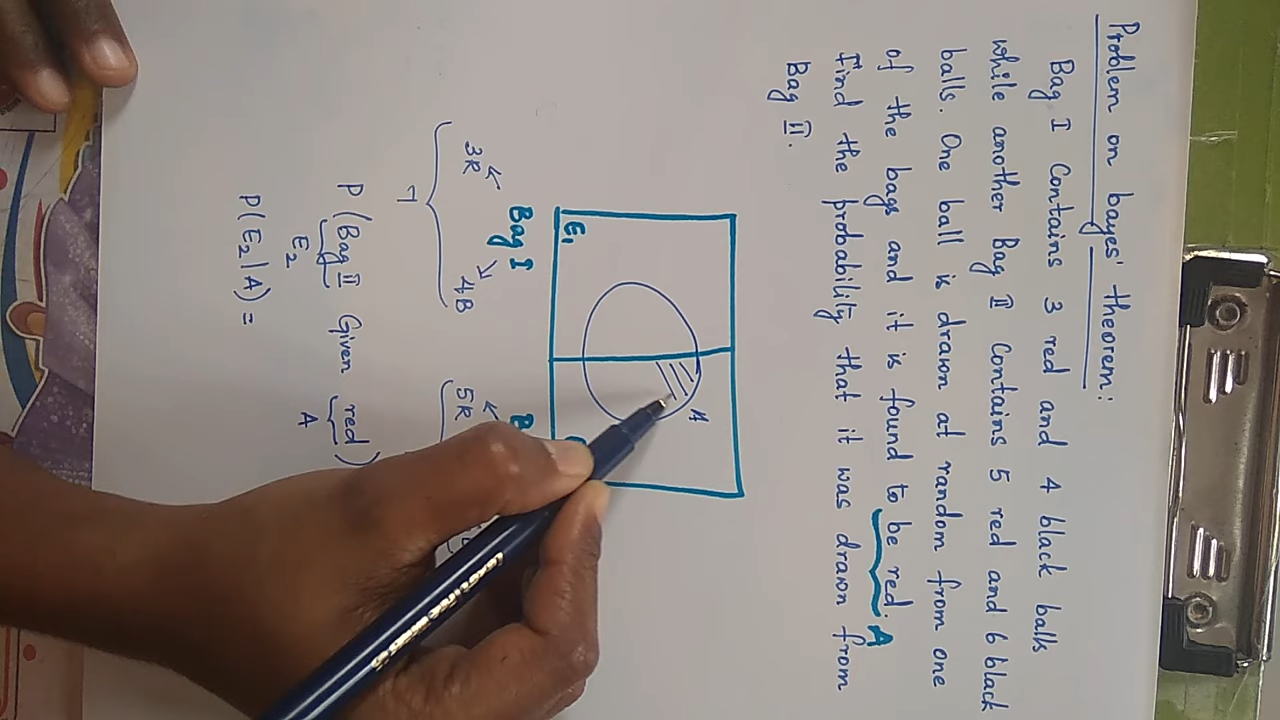 Problem on bayes' theorem:
Bag I Contains 3 red and 4 black balls
while another Bag II Contains 5 red and 6 black
balls. One ball is drawn at random from one
of the bags and it is found to be red. A
Find the probability that it was drawn from
Bag II.
E₁
A
Bag I
3R 4B
5R
7
P(Bag II Given red)
E₂ A
P(E₂|A) =